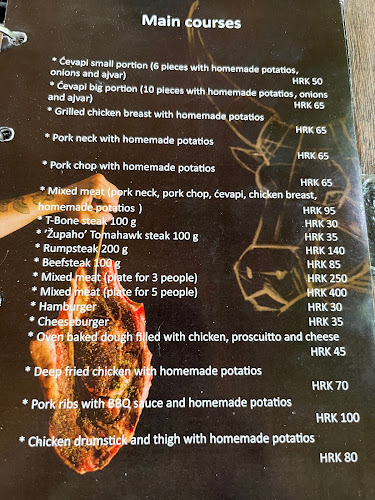 Main courses
* Ćevapi small portion (6 pieces with homemade potatios,
onions and ajvar) HRK 50
* Ćevapi big portion (10 pieces with homemade potatios, onions
and ajvar) HRK 65
* Grilled chicken breast with homemade potatios
HRK 65
* Pork neck with homemade potatios
HRK 65
* Pork chop with homemade potatios
HRK 65
* Mixed meat (pork neck, pork chop, ćevapi, chicken breast,
homemade potatios ) HRK 95
* T-Bone steak 100 g HRK 30
* ‘Župaho’ Tomahawk steak 100 g HRK 35
* Rumpsteak 200 g HRK 140
* Beefsteak 100 g HRK 85
* Mixed meat (plate for 3 people) HRK 250
* Mixed meat (plate for 5 people) HRK 400
* Hamburger HRK 30
* Cheeseburger HRK 35
* Oven baked dough filled with chicken, proscuitto and cheese
HRK 45
* Deep fried chicken with homemade potatios
HRK 70
* Pork ribs with BBQ sauce and homemade potatios
HRK 100
* Chicken drumstick and thigh with homemade potatios
HRK 80